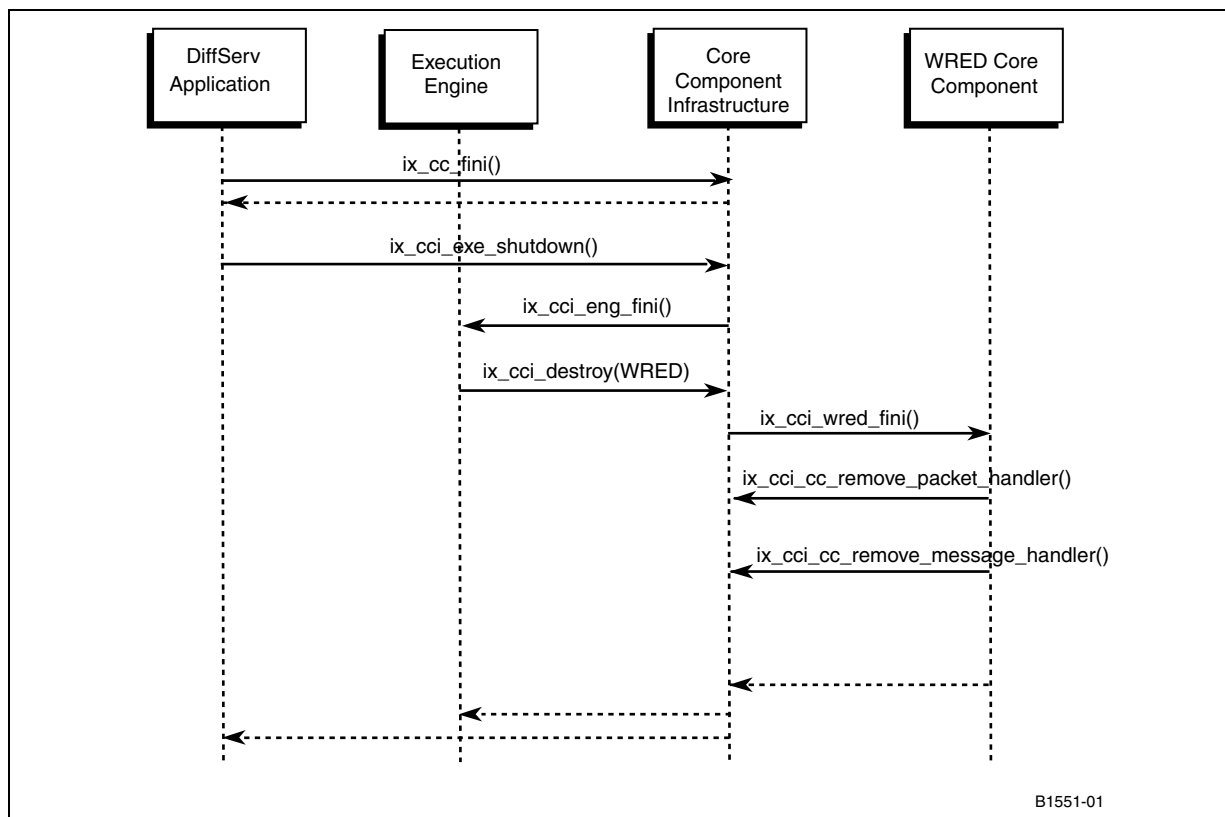 DiffServ
Application
Execution
Engine
Core
Component
Infrastructure
WRED Core
Component
ix_cc_fini()
ix_cci_exe_shutdown()
ix_cci_eng_fini()
ix_cci_destroy(WRED)
ix_cci_wred_fini()
ix_cci_cc_remove_packet_handler()
ix_cci_cc_remove_message_handler()
B1551-01